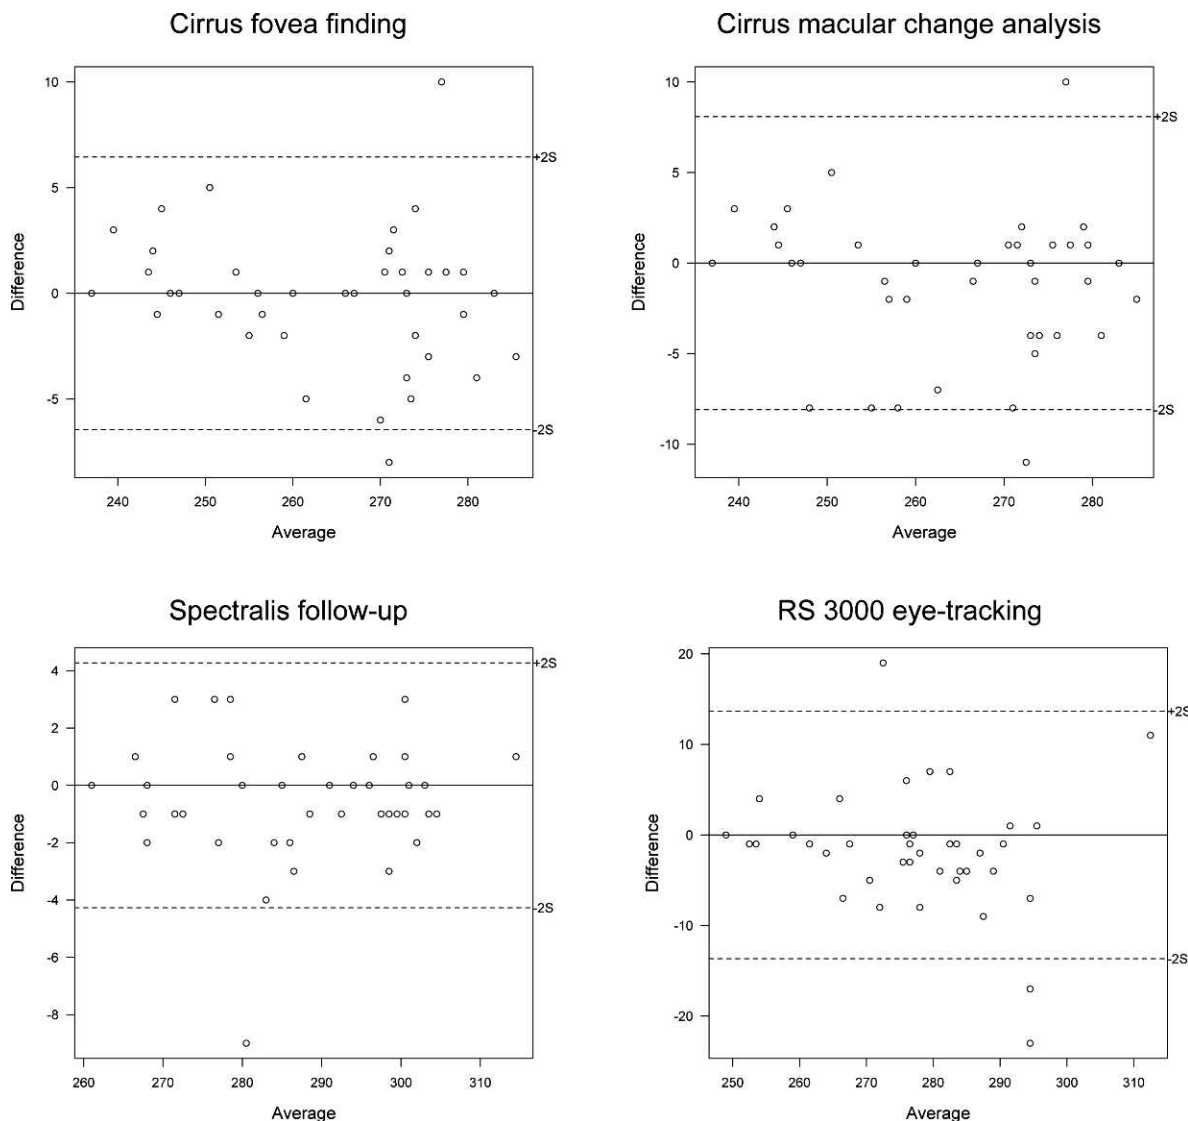 Cirrus fovea finding
10
5
0
-5
+2S
-2S
Difference
240 250 260 270 280
Average
Cirrus macular change analysis
10
5
0
-5
-10
+2S
-2S
Difference
240 250 260 270 280
Average
Spectralis follow-up
4
2
0
-2
-4
-6
-8
+2S
-2S
Difference
260 270 280 290 300 310
Average
RS 3000 eye-tracking
20
10
0
-10
-20
+2S
-2S
Difference
250 260 270 280 290 300 310
Average